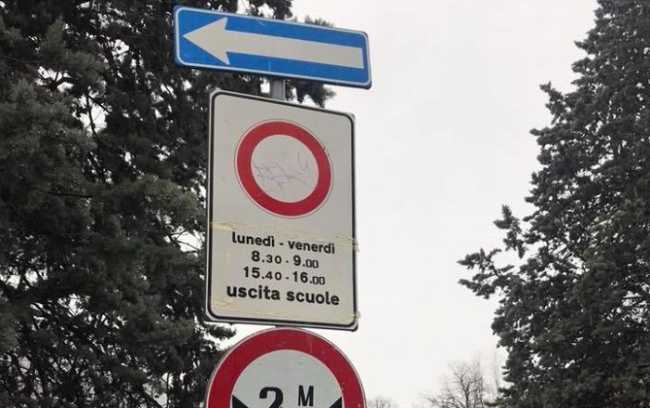 lunedì - venerdì
8.30 - 9.00
15.40 - 16.00
uscita scuole
2 M